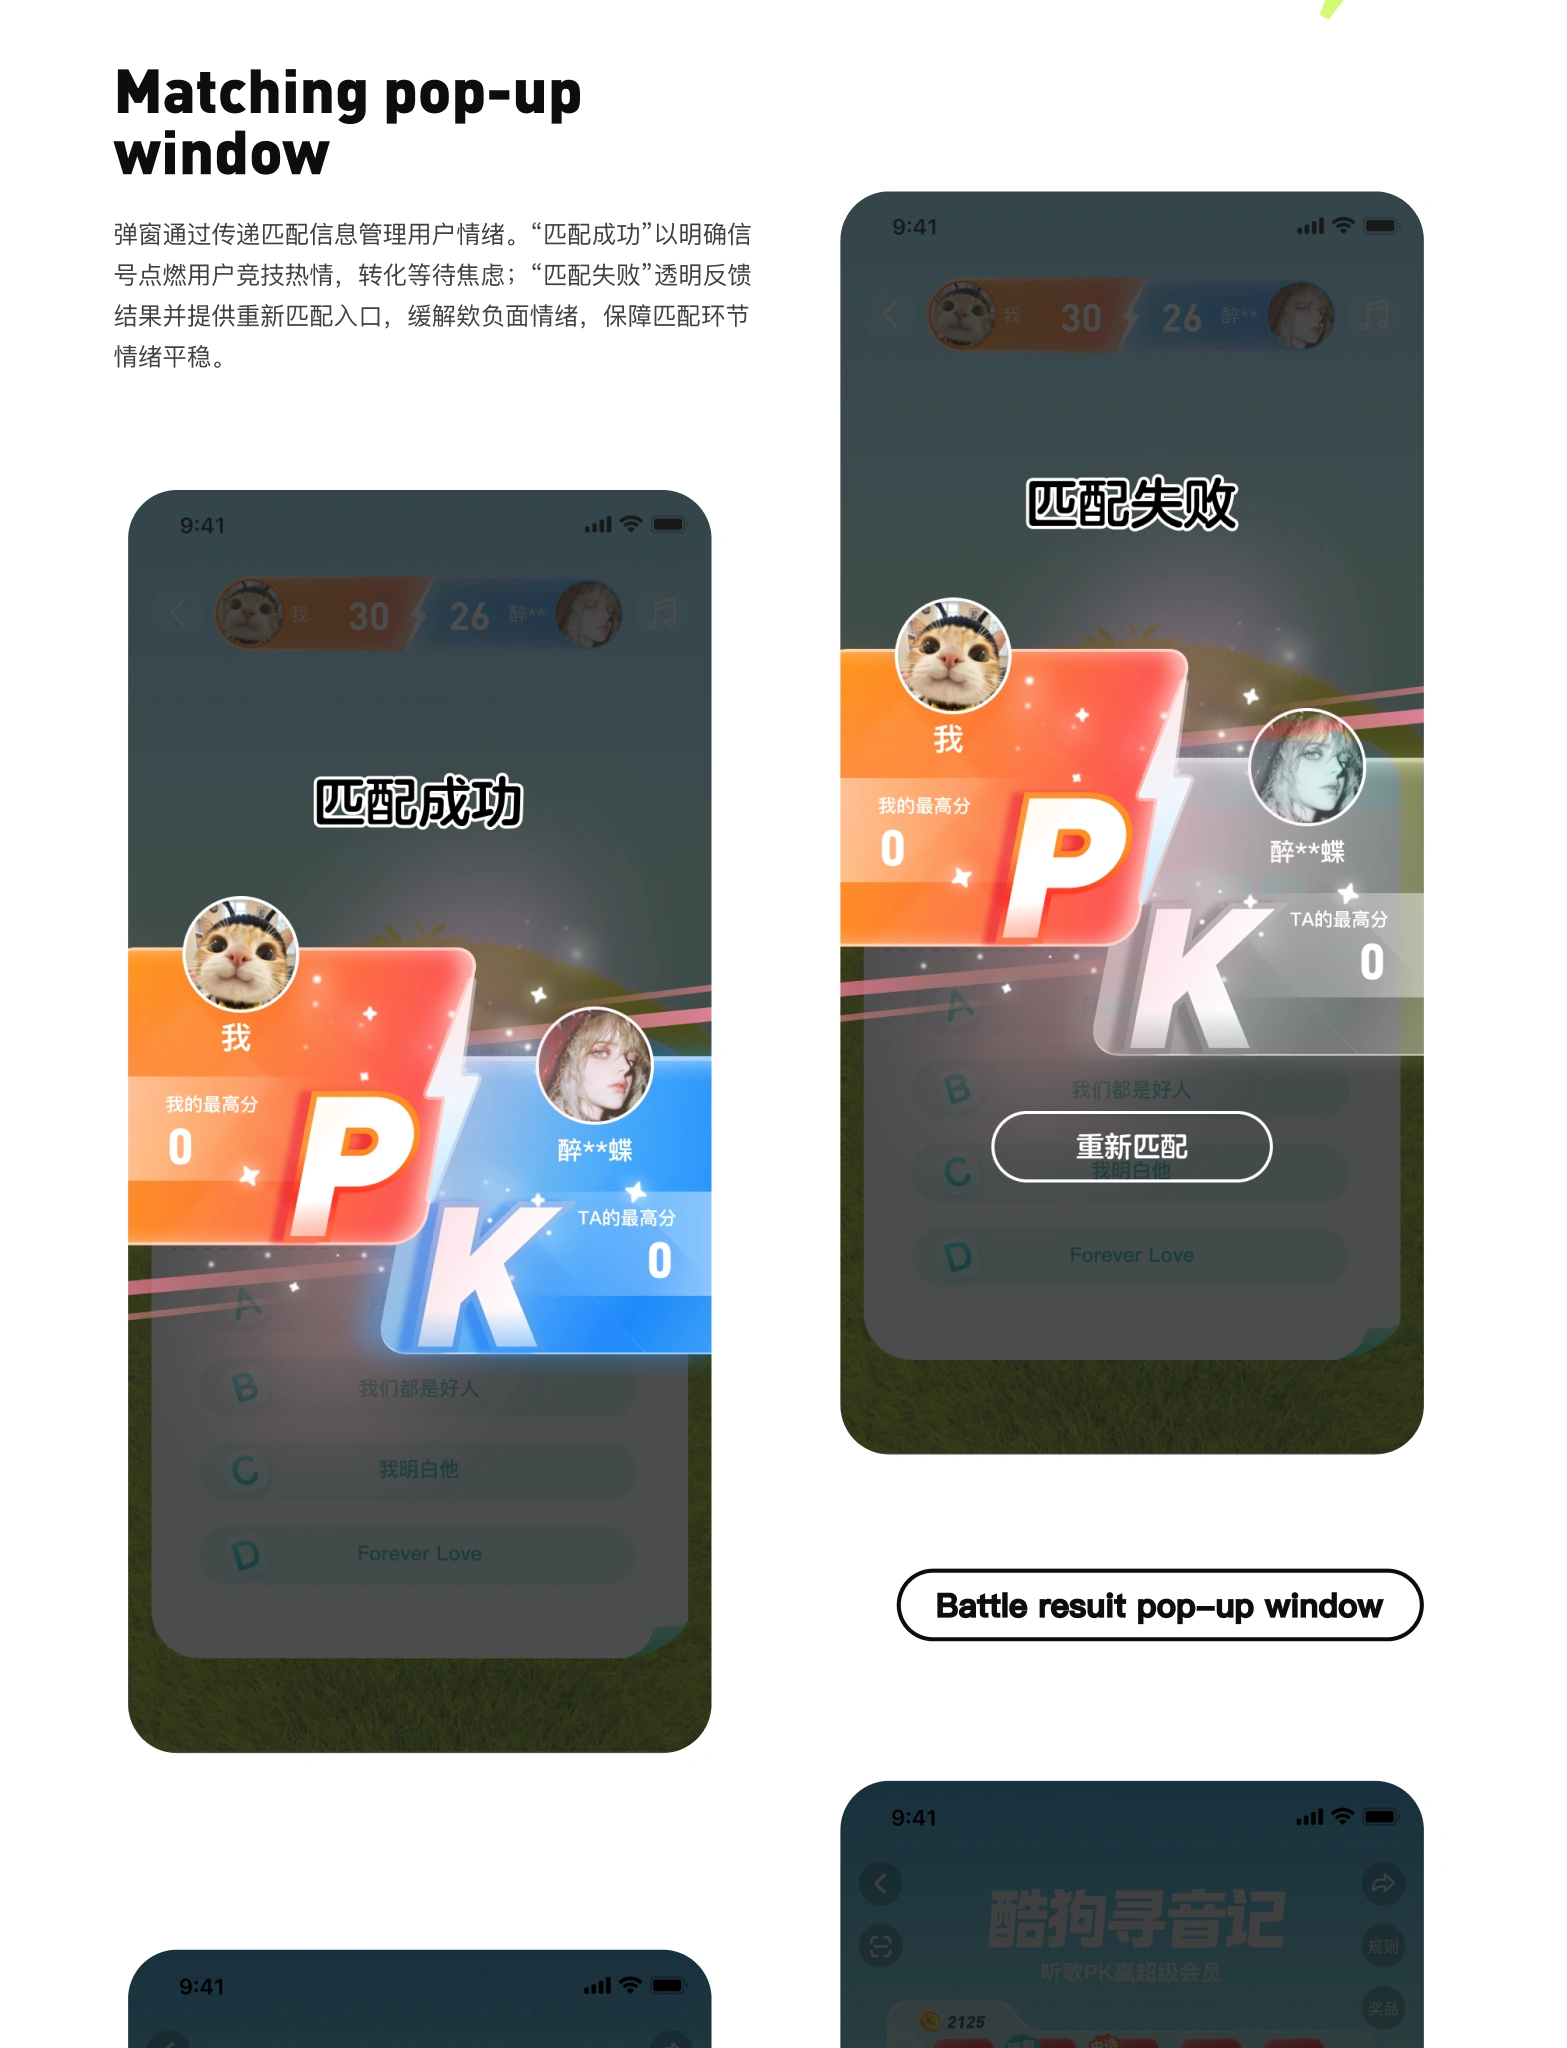 Matching pop-up
window
弹窗通过传递匹配信息管理用户情绪。“匹配成功”以明确信
号点燃用户竞技热情，转化等待焦虑；“匹配失败”透明反馈
结果并提供重新匹配入口，缓解欸负面情绪，保障匹配环节
情绪平稳。
9:41
我 30 26 醉**
匹配失败
我
我的最高分
0
PK
醉**蝶
TA的最高分
0
A
B 我们都是好人
重新匹配
C 我明白他
D Forever Love
9:41
我 30 26 醉**
匹配成功
我
我的最高分
0
PK
醉**蝶
TA的最高分
0
A
B 我们都是好人
C 我明白他
D Forever Love
Battle resuit pop-up window
9:41
酷狗寻音记
规则
听歌PK赢超级会员
奖品
2125
9:41